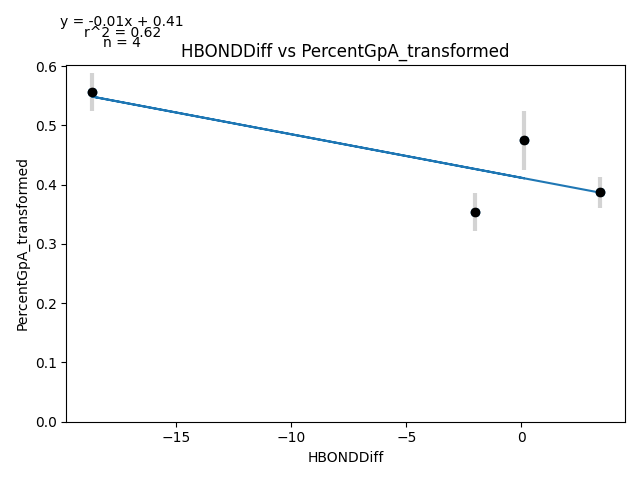 y = -0.01x + 0.41
r^2 = 0.62
n = 4
HBONDDiff vs PercentGpA_transformed
PercentGpA_transformed
0.6
0.5
0.4
0.3
0.2
0.1
0.0
−15
−10
−5
0
HBONDDiff